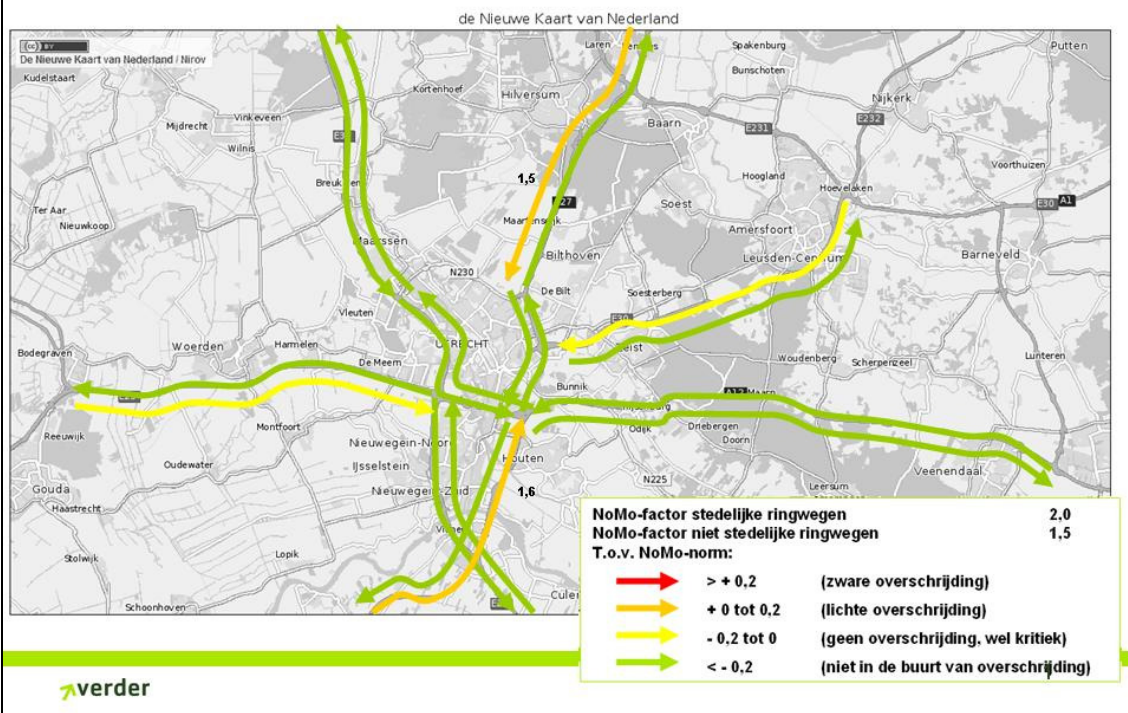 de Nieuwe Kaart van Nederland
(cc) BY
De Nieuwe Kaart van Nederland / Nirov
Laren
Spakenburg
Putten
Kudelstaart
Kortenhoef
Hilversum
Bunschoten
Nijkerk
Vinkeveen
Mijdrecht
Baarn
E231
E232
Wilnis
Voorthuizen
Hoogland
Hoevelaken
1,5
Ter Aar
Nieuwkoop
Soest
E30 A1
Amersfoort
Bilthoven
Leusden-Centrum
Barneveld
N230
De Bilt
Soesterberg
Vleuten
E30
UTRECHT
Zeist
Bodegraven
Woerden
Harmelen
De Meern
Woudenberg
Scherpenzeel
Lunteren
Bunnik
A12 Maarn
Reeuwijk
Montfoort
Odijk
Driebergen
Doorn
Nieuwegein-Noord
Houten
Oudewater
IJsselstein
Veenendaal
Gouda
Haastrecht
Nieuwegein-Zuid
1,6
N225
Leersum
Stolwijk
Lopik
Schoonhoven
NoMo-factor stedelijke ringwegen 2,0
NoMo-factor niet stedelijke ringwegen 1,5
T.o.v. NoMo-norm:
> + 0,2 (zware overschrijding)
+ 0 tot 0,2 (lichte overschrijding)
- 0,2 tot 0 (geen overschrijding, wel kritiek)
< - 0,2 (niet in de buurt van overschrijding)
verder